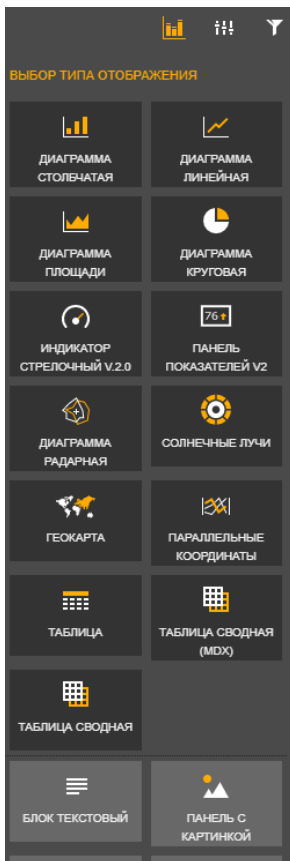 ВЫБОР ТИПА ОТОБРАЖЕНИЯ
ДИАГРАММА
СТОЛБЧАТАЯ
ДИАГРАММА
ЛИНЕЙНАЯ
ДИАГРАММА
ПЛОЩАДИ
ДИАГРАММА
КРУГОВАЯ
ИНДИКАТОР
СТРЕЛОЧНЫЙ V.2.0
76
ПАНЕЛЬ
ПОКАЗАТЕЛЕЙ V2
ДИАГРАММА
РАДАРНАЯ
СОЛНЕЧНЫЕ ЛУЧИ
ГЕОКАРТА
ПАРАЛЛЕЛЬНЫЕ
КООРДИНАТЫ
ТАБЛИЦА
ТАБЛИЦА СВОДНАЯ
(MDX)
ТАБЛИЦА СВОДНАЯ
БЛОК ТЕКСТОВЫЙ
ПАНЕЛЬ С
КАРТИНКОЙ